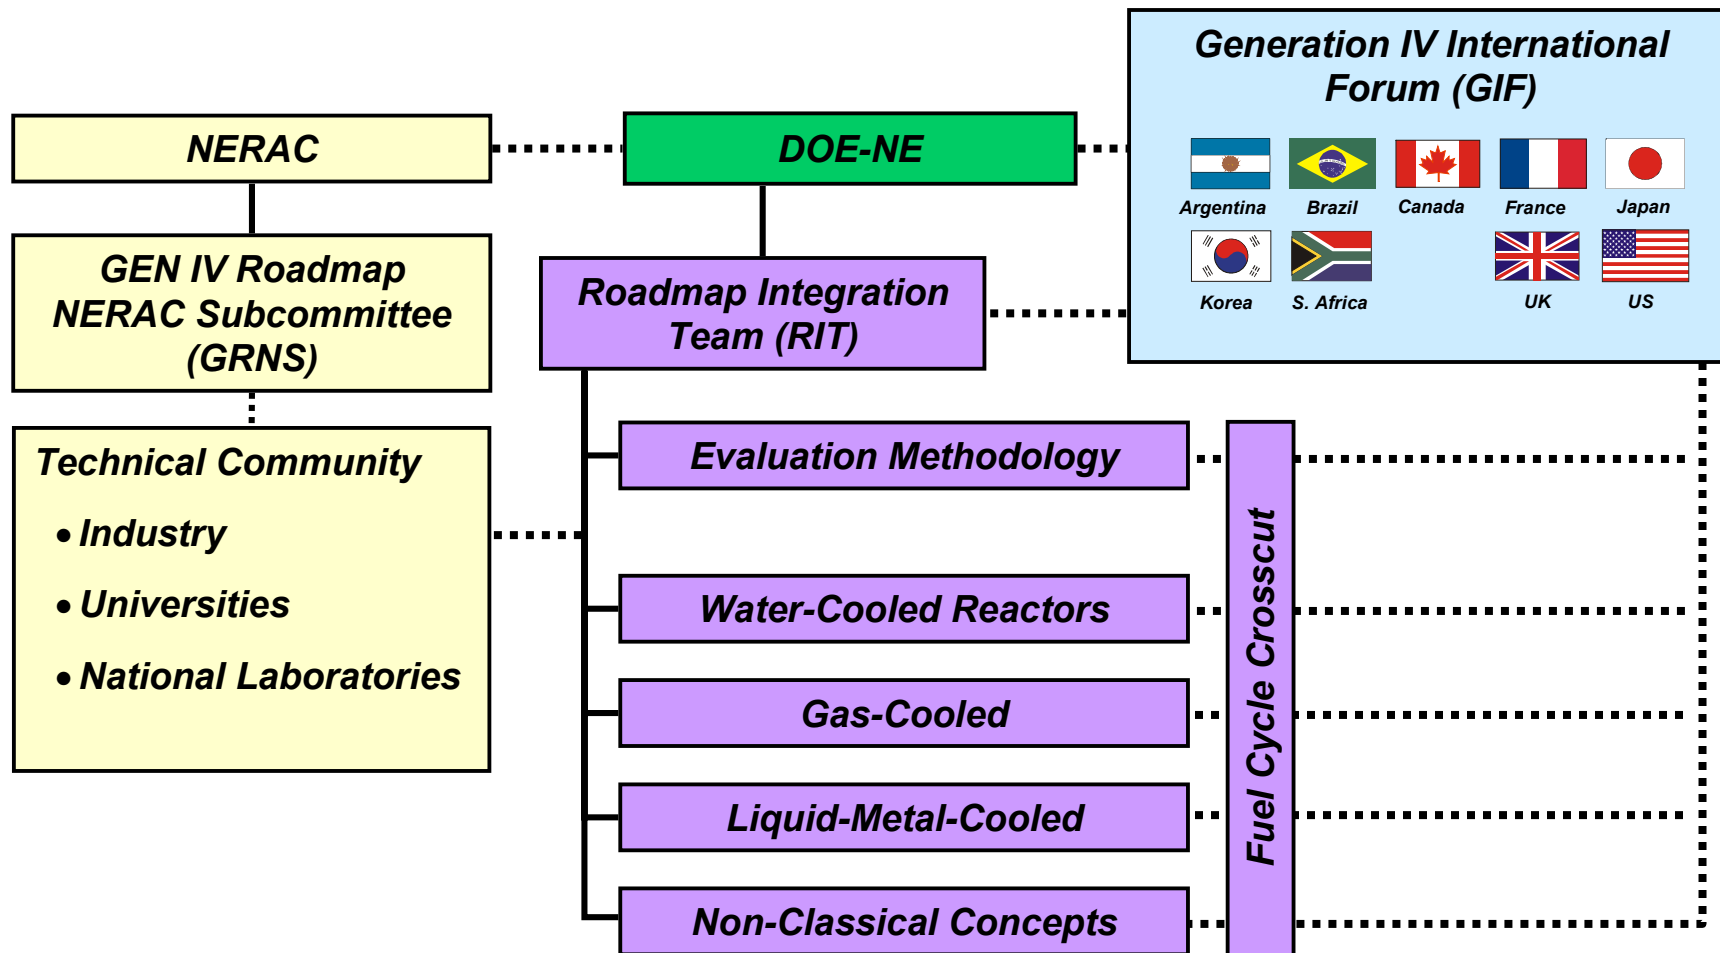 Generation IV International
Forum (GIF)
NERAC
DOE-NE
Argentina
Brazil
Canada
France
Japan
Korea
S. Africa
UK
US
GEN IV Roadmap
NERAC Subcommittee
(GRNS)
Roadmap Integration
Team (RIT)
Technical Community
• Industry
• Universities
• National Laboratories
Evaluation Methodology
Water-Cooled Reactors
Gas-Cooled
Liquid-Metal-Cooled
Non-Classical Concepts
Fuel Cycle Crosscut